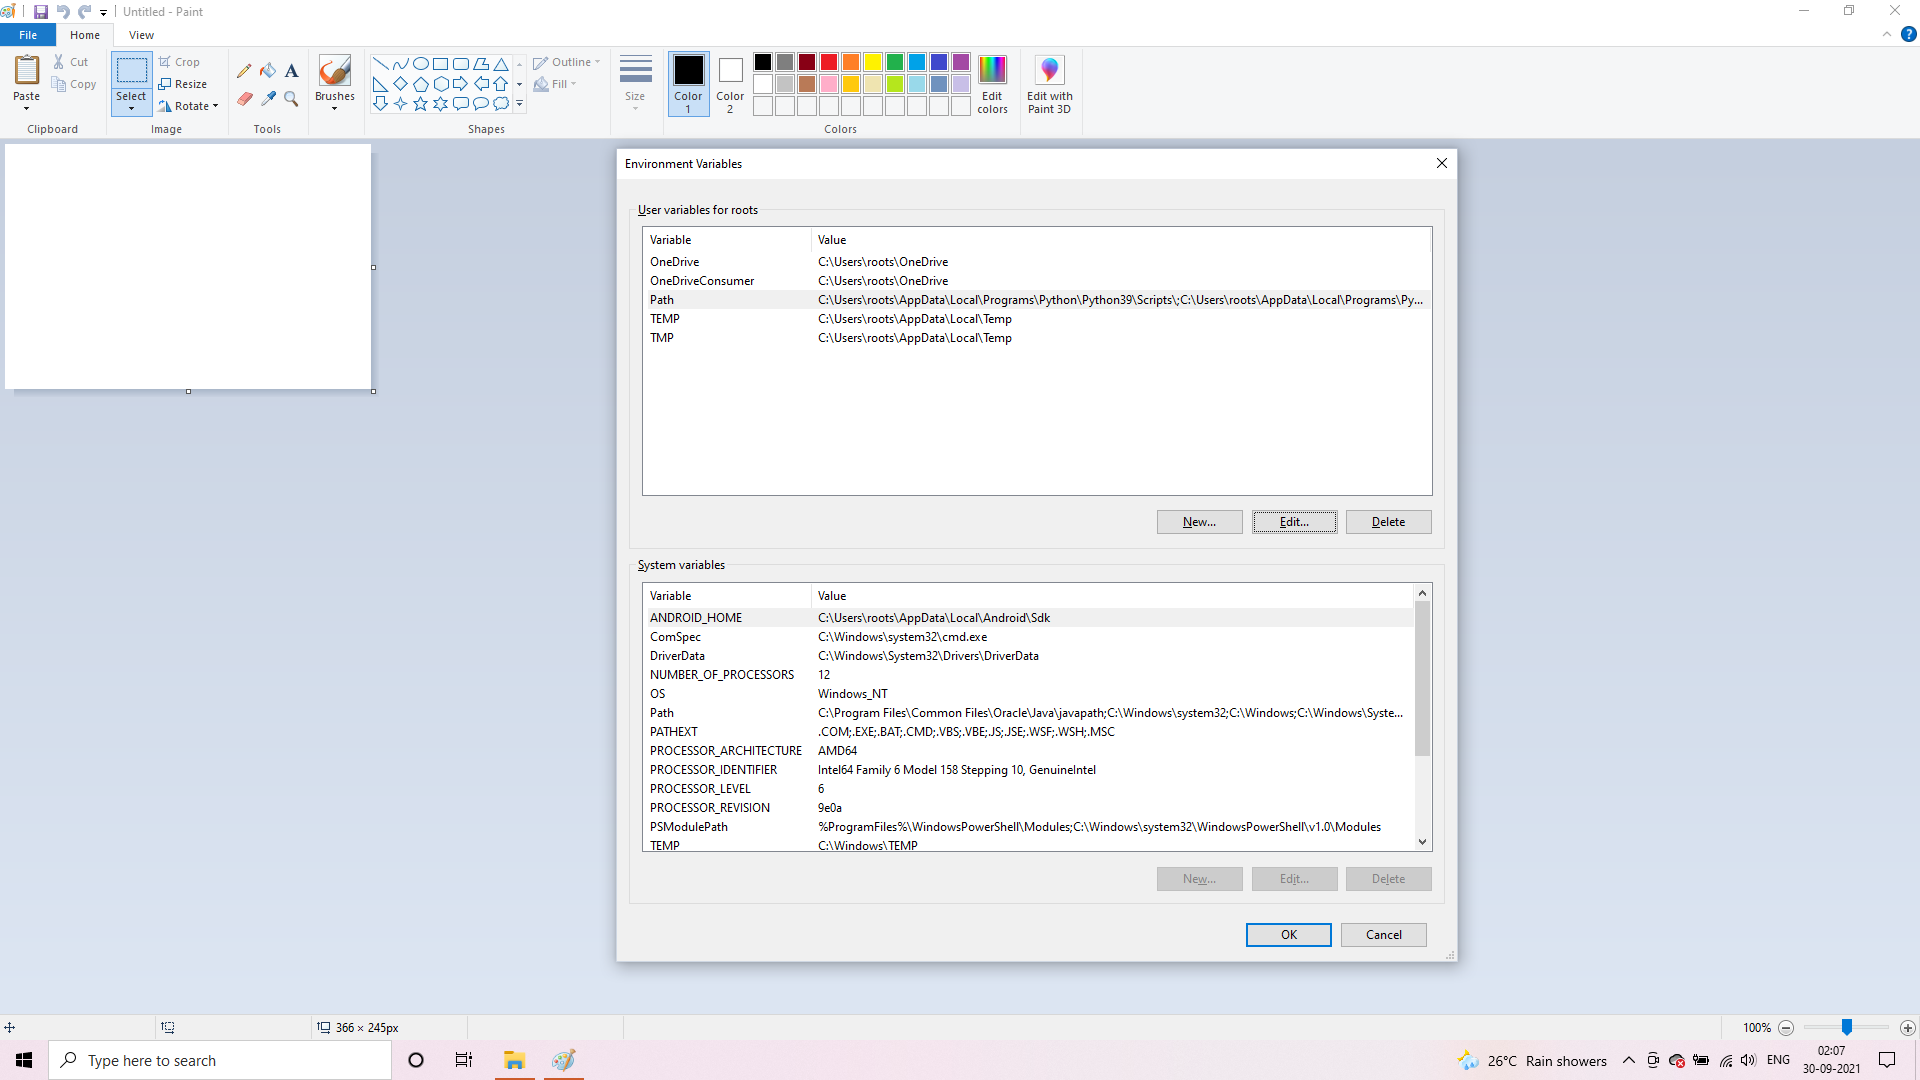 Untitled - Paint
File Home View
Paste
Cut
Copy
Clipboard
Select
Crop
Resize
Rotate
Image
Tools
Brushes
Shapes
Outline
Fill
Size
Color 1
Color 2
Edit colors
Colors
Edit with Paint 3D
Environment Variables
User variables for roots
Variable Value
OneDrive C:\Users\roots\OneDrive
OneDriveConsumer C:\Users\roots\OneDrive
Path C:\Users\roots\AppData\Local\Programs\Python\Python39\Scripts\;C:\Users\roots\AppData\Local\Programs\Py...
TEMP C:\Users\roots\AppData\Local\Temp
TMP C:\Users\roots\AppData\Local\Temp
New... Edit... Delete
System variables
Variable Value
ANDROID_HOME C:\Users\roots\AppData\Local\Android\Sdk
ComSpec C:\Windows\system32\cmd.exe
DriverData C:\Windows\System32\Drivers\DriverData
NUMBER_OF_PROCESSORS 12
OS Windows_NT
Path C:\Program Files\Common Files\Oracle\Java\javapath;C:\Windows\system32;C:\Windows;C:\Windows\Syste...
PATHEXT .COM;.EXE;.BAT;.CMD;.VBS;.VBE;.JS;.JSE;.WSF;.WSH;.MSC
PROCESSOR_ARCHITECTURE AMD64
PROCESSOR_IDENTIFIER Intel64 Family 6 Model 158 Stepping 10, GenuineIntel
PROCESSOR_LEVEL 6
PROCESSOR_REVISION 9e0a
PSModulePath %ProgramFiles%\WindowsPowerShell\Modules;C:\Windows\system32\WindowsPowerShell\v1.0\Modules
TEMP C:\Windows\TEMP
New... Edit... Delete
OK Cancel
366 × 245px
100%
Type here to search
26°C Rain showers
ENG
02:07
30-09-2021